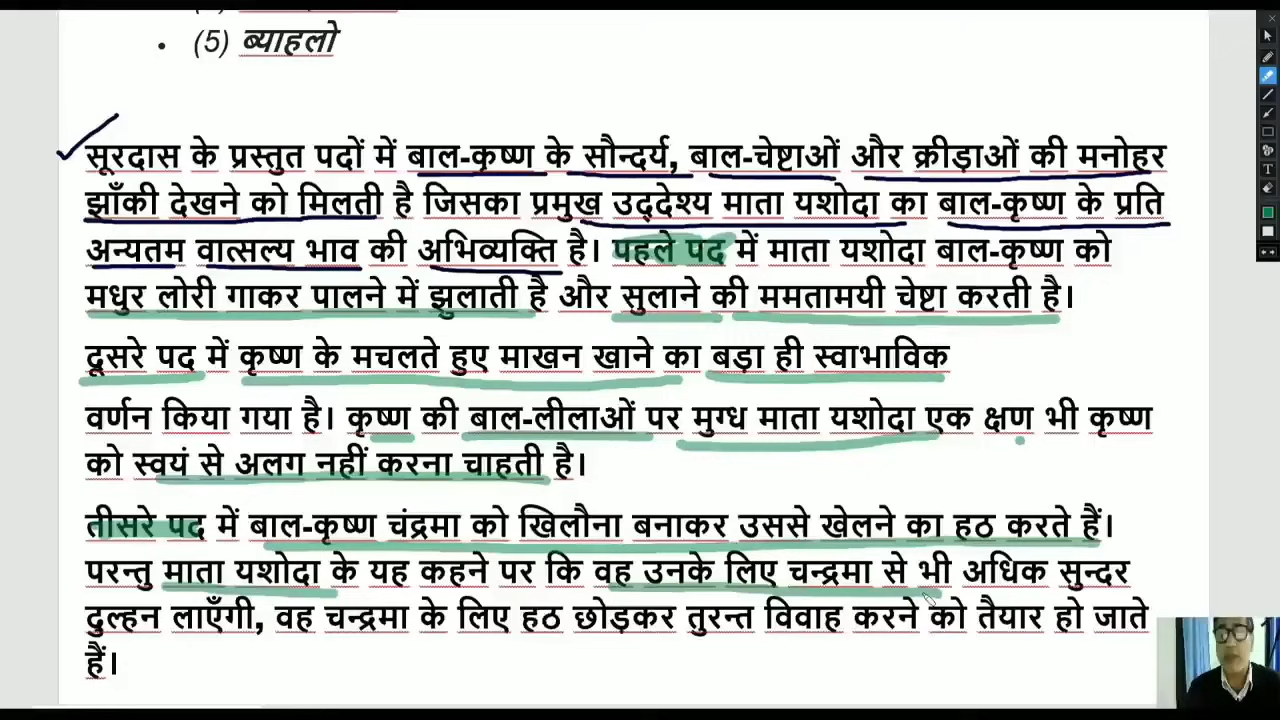 (5) ब्याहलो
सूरदास के प्रस्तुत पदों में बाल-कृष्ण के सौन्दर्य, बाल-चेष्टाओं और क्रीड़ाओं की मनोहर
झाँकी देखने को मिलती है जिसका प्रमुख उद्देश्य माता यशोदा का बाल-कृष्ण के प्रति
अन्यतम वात्सल्य भाव की अभिव्यक्ति है। पहले पद में माता यशोदा बाल-कृष्ण को
मधुर लोरी गाकर पालने में झुलाती है और सुलाने की ममतामयी चेष्टा करती है।
दूसरे पद में कृष्ण के मचलते हुए माखन खाने का बड़ा ही स्वाभाविक
वर्णन किया गया है। कृष्ण की बाल-लीलाओं पर मुग्ध माता यशोदा एक क्षण भी कृष्ण
को स्वयं से अलग नहीं करना चाहती है।
तीसरे पद में बाल-कृष्ण चंद्रमा को खिलौना बनाकर उससे खेलने का हठ करते हैं।
परन्तु माता यशोदा के यह कहने पर कि वह उनके लिए चन्द्रमा से भी अधिक सुन्दर
दुल्हन लाएँगी, वह चन्द्रमा के लिए हठ छोड़कर तुरन्त विवाह करने को तैयार हो जाते
हैं।